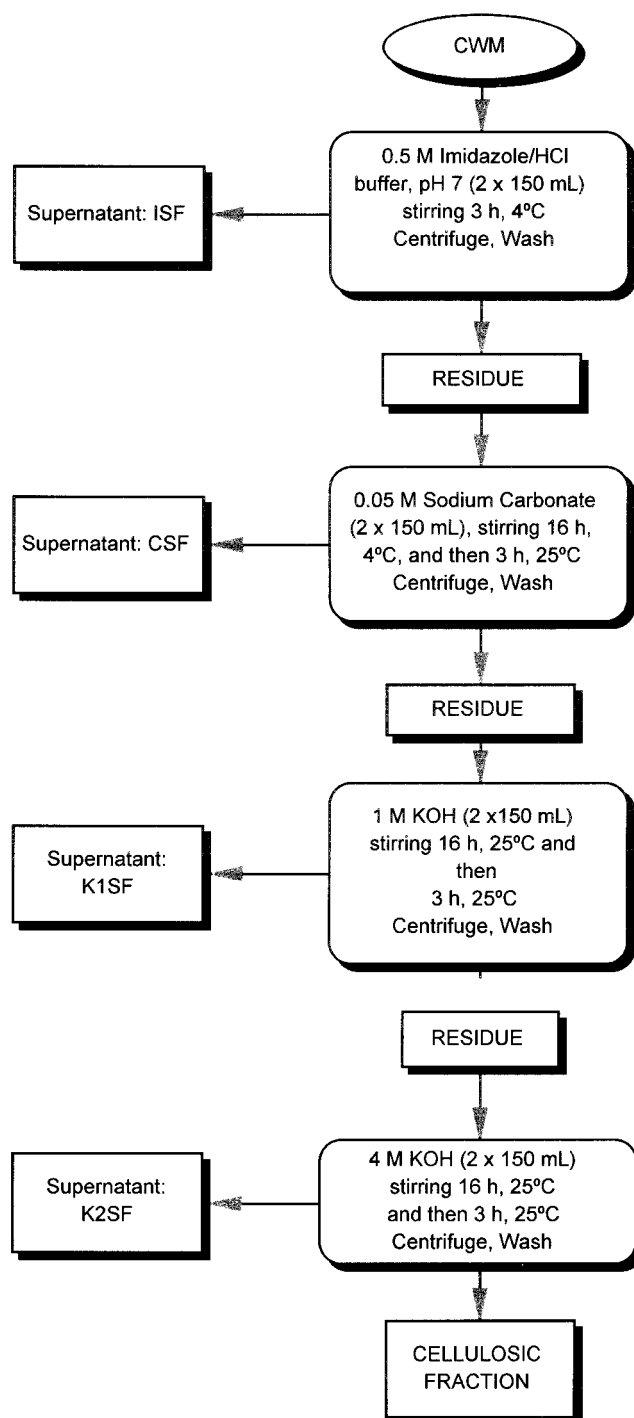 CWM
0.5 M Imidazole/HCl
buffer, pH 7 (2 x 150 mL)
stirring 3 h, 4ºC
Centrifuge, Wash
Supernatant: ISF
RESIDUE
0.05 M Sodium Carbonate
(2 x 150 mL), stirring 16 h,
4ºC, and then 3 h, 25ºC
Centrifuge, Wash
Supernatant: CSF
RESIDUE
1 M KOH (2 x150 mL)
stirring 16 h, 25ºC and
then
3 h, 25ºC
Centrifuge, Wash
Supernatant:
K1SF
RESIDUE
4 M KOH (2 x 150 mL)
stirring 16 h, 25ºC
and then 3 h, 25ºC
Centrifuge, Wash
Supernatant:
K2SF
CELLULOSIC
FRACTION